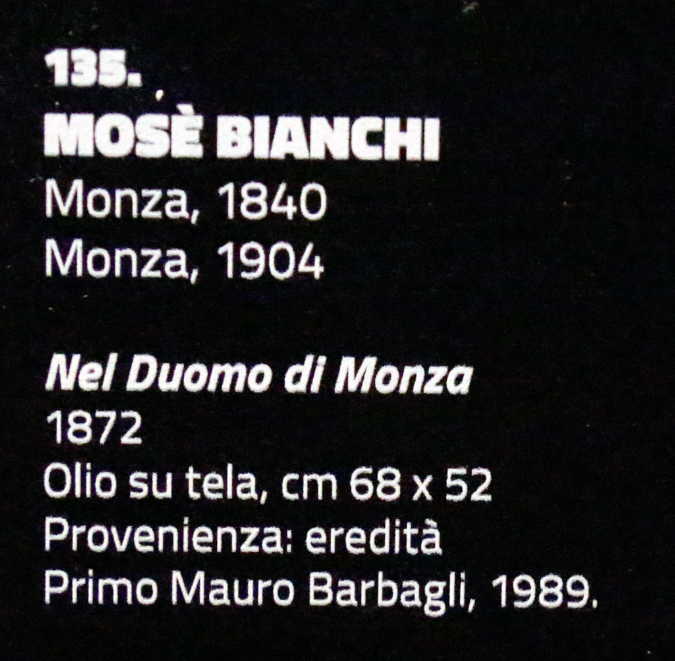 135.
MOSÈ BIANCHI
Monza, 1840
Monza, 1904
Nel Duomo di Monza
1872
Olio su tela, cm 68 x 52
Provenienza: eredità
Primo Mauro Barbagli, 1989.